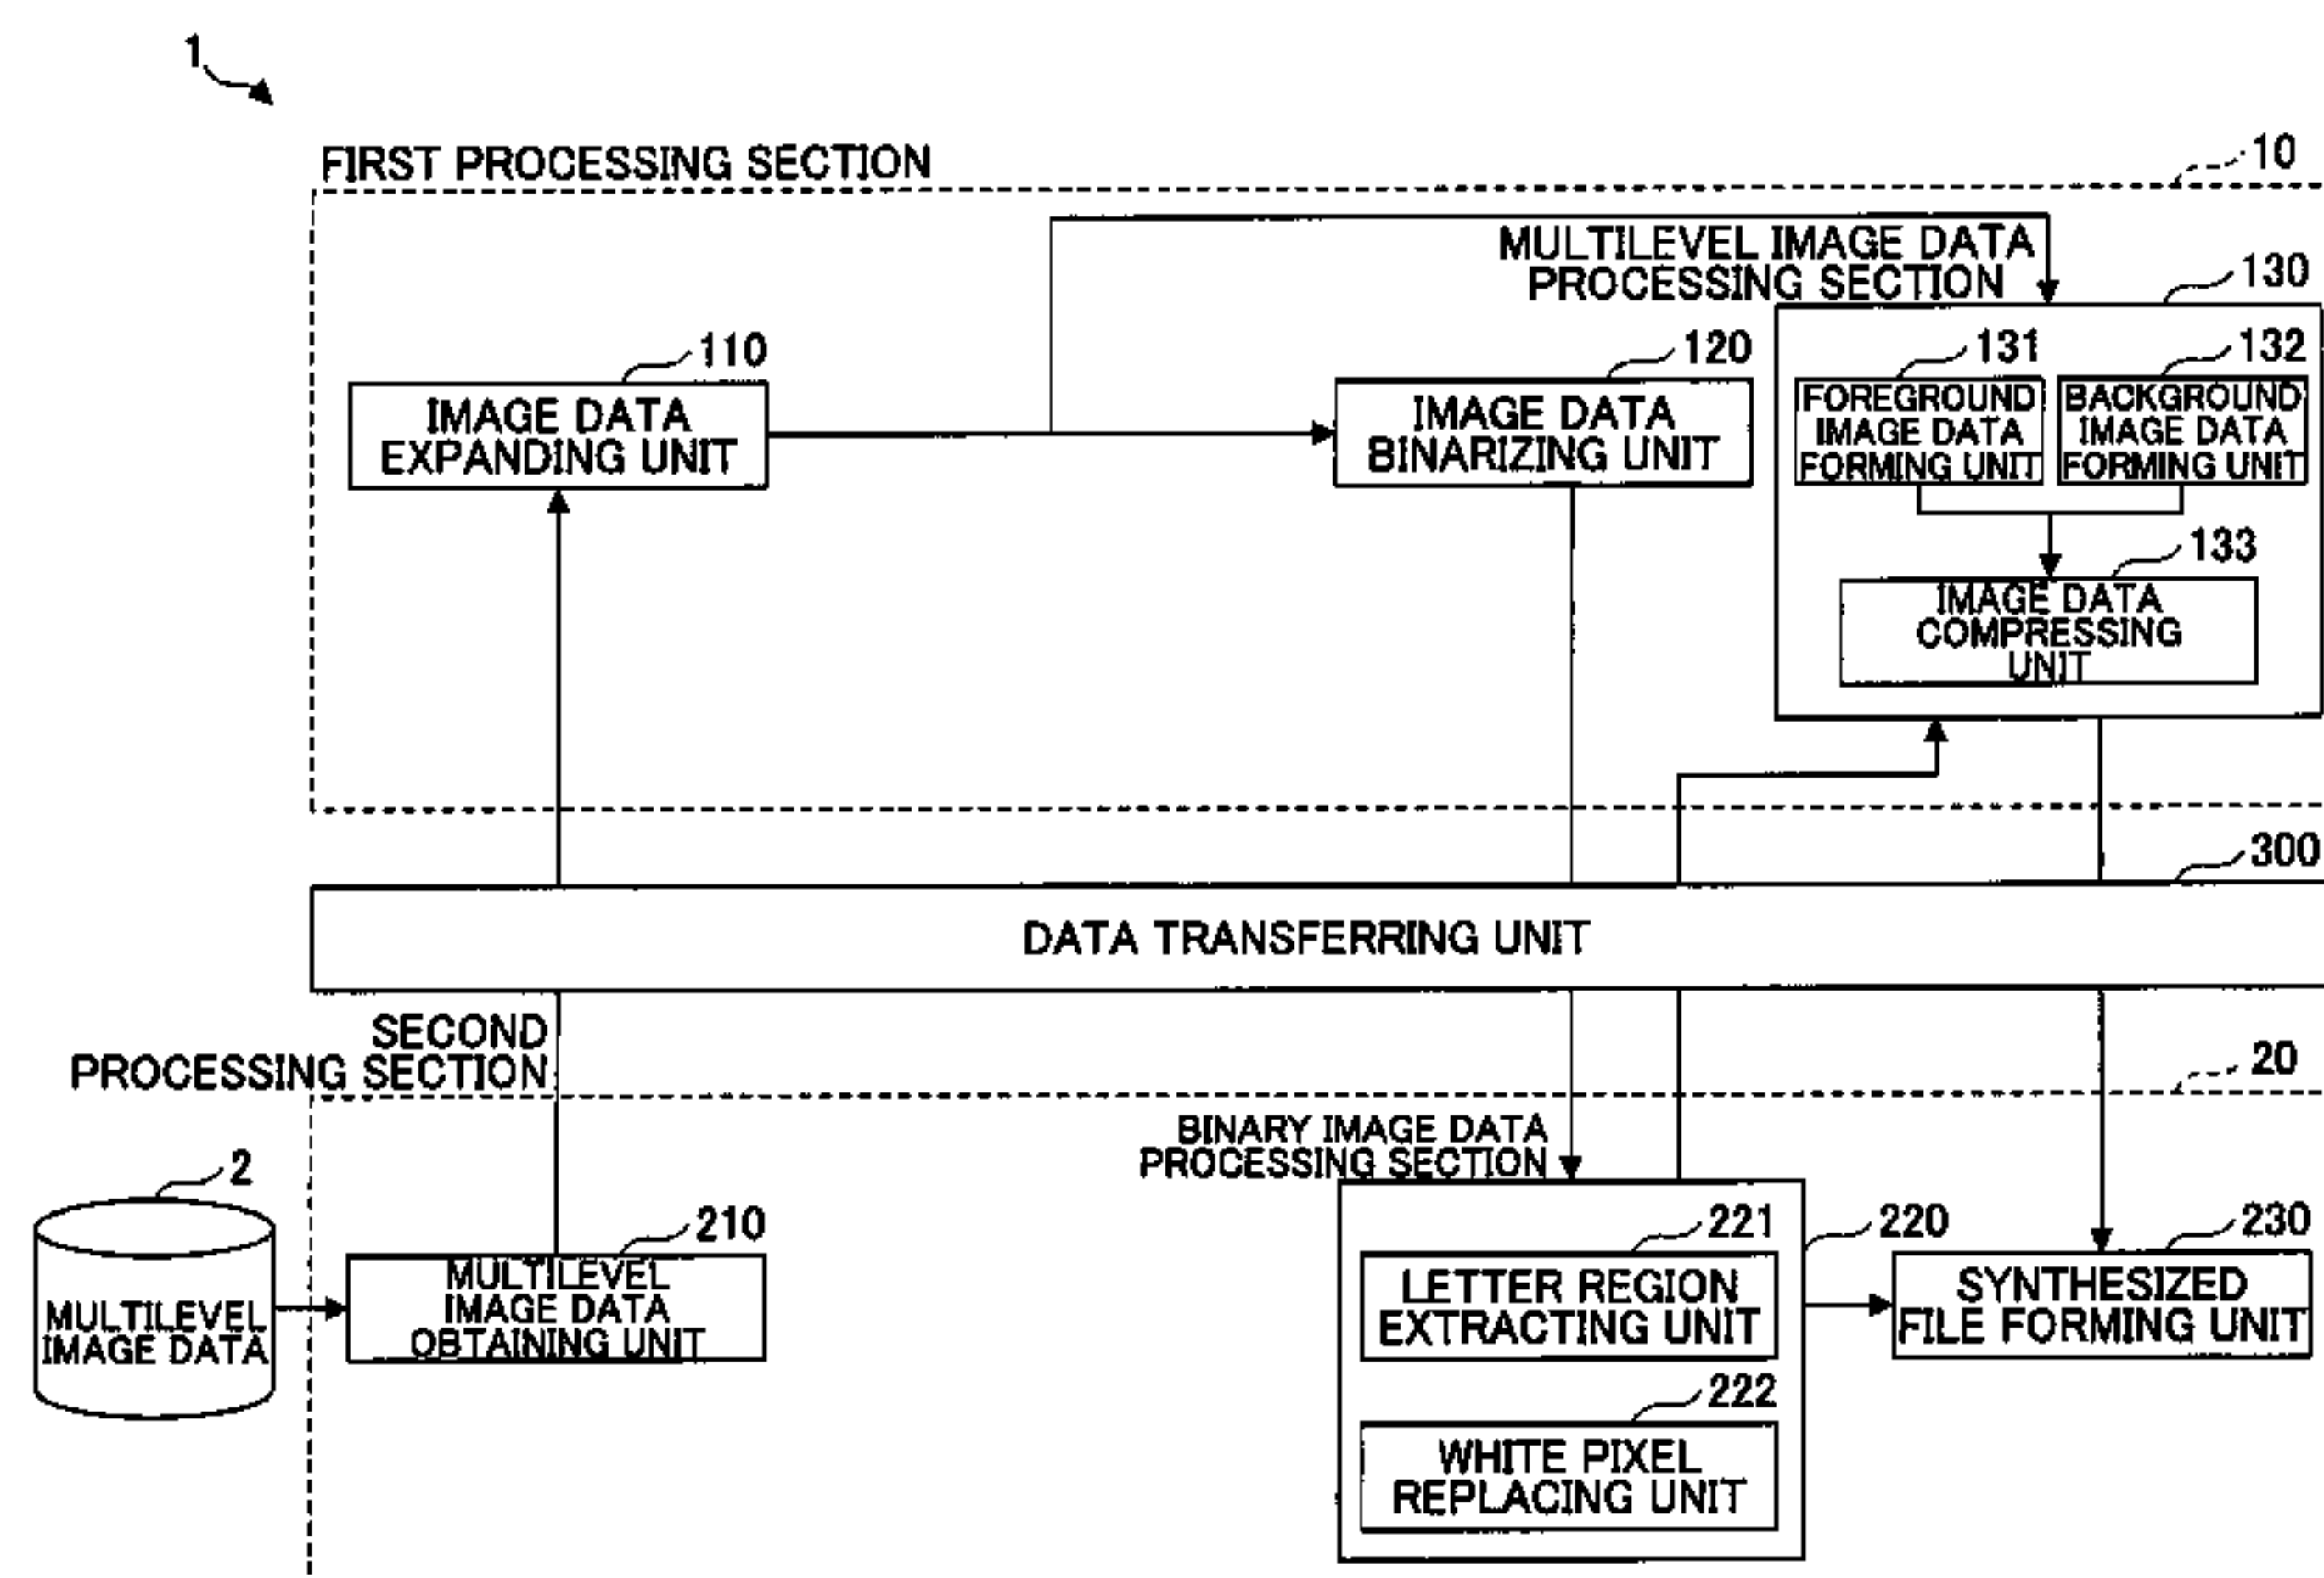 1
FIRST PROCESSING SECTION
10
MULTILEVEL IMAGE DATA
PROCESSING SECTION
130
110
IMAGE DATA
EXPANDING UNIT
120
IMAGE DATA
BINARIZING UNIT
131
FOREGROUND
IMAGE DATA
FORMING UNIT
132
BACKGROUND
IMAGE DATA
FORMING UNIT
133
IMAGE DATA
COMPRESSING
UNIT
300
DATA TRANSFERRING UNIT
SECOND
PROCESSING SECTION
20
BINARY IMAGE DATA
PROCESSING SECTION
2
MULTILEVEL
IMAGE DATA
210
MULTILEVEL
IMAGE DATA
OBTAINING UNIT
221
LETTER REGION
EXTRACTING UNIT
220
230
SYNTHESIZED
FILE FORMING UNIT
222
WHITE PIXEL
REPLACING UNIT